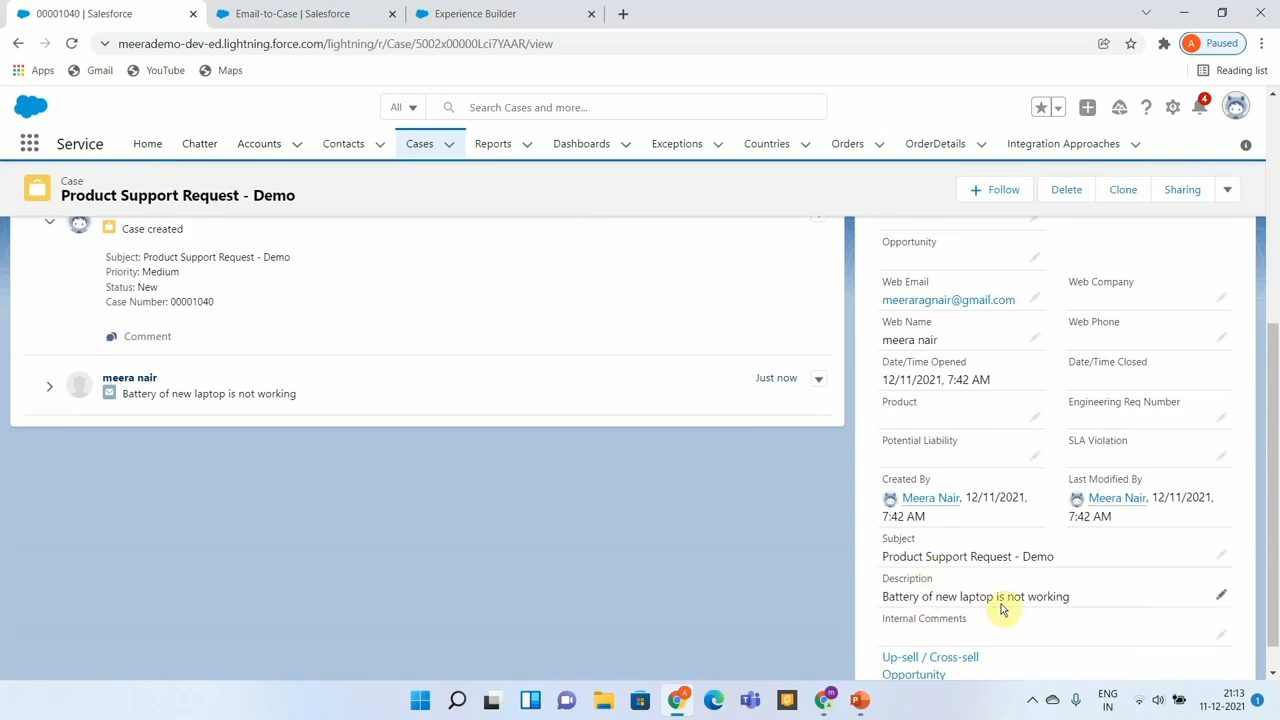 00001040 | Salesforce
Email-to-Case | Salesforce
Experience Builder
meerademo-dev-ed.lightning.force.com/lightning/r/Case/5002x00000Lci7YAAR/view
A Paused
Apps Gmail YouTube Maps
Reading list
All Search Cases and more...
4
Service Home Chatter Accounts Contacts Cases Reports Dashboards Exceptions Countries Orders OrderDetails Integration Approaches
Case
Product Support Request - Demo
Follow Delete Clone Sharing
Case created
Subject: Product Support Request - Demo
Priority: Medium
Status: New
Case Number: 00001040
Comment
meera nair
Just now
Battery of new laptop is not working
Opportunity
Web Email
meeraragnair@gmail.com
Web Company
Web Name
meera nair
Web Phone
Date/Time Opened
12/11/2021, 7:42 AM
Date/Time Closed
Product
Engineering Req Number
Potential Liability
SLA Violation
Created By
Meera Nair, 12/11/2021,
7:42 AM
Last Modified By
Meera Nair, 12/11/2021,
7:42 AM
Subject
Product Support Request - Demo
Description
Battery of new laptop is not working
Internal Comments
Up-sell / Cross-sell
Opportunity
A
m
ENG
IN
21:13
11-12-2021
1